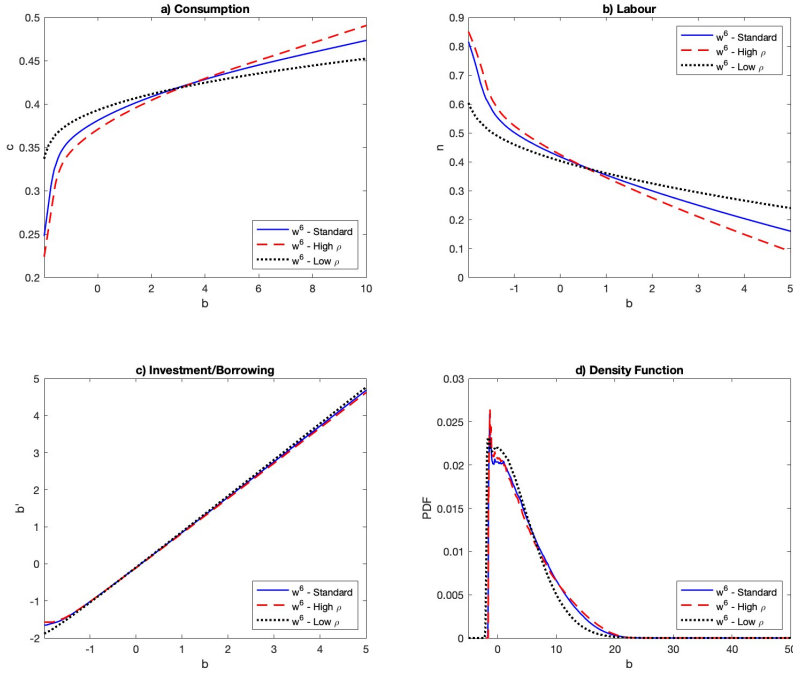 a) Consumption
0.5
0.45
0.4
0.35
0.3
0.25
0.2
c
0 2 4 6 8 10
b
w⁶ - Standard
w⁶ - High ρ
w⁶ - Low ρ
b) Labour
0.9
0.8
0.7
0.6
0.5
0.4
0.3
0.2
0.1
0
n
-1 0 1 2 3 4 5
b
w⁶ - Standard
w⁶ - High ρ
w⁶ - Low ρ
c) Investment/Borrowing
5
4
3
2
1
0
-1
-2
b'
-1 0 1 2 3 4 5
b
w⁶ - Standard
w⁶ - High ρ
w⁶ - Low ρ
d) Density Function
0.03
0.025
0.02
0.015
0.01
0.005
0
PDF
0 10 20 30 40 50
b
w⁶ - Standard
w⁶ - High ρ
w⁶ - Low ρ